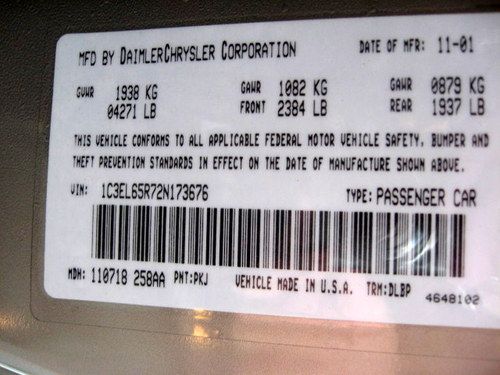 MFD BY DAIMLERCHRYSLER CORPORATION DATE OF MFR: 11-01
GVWR 1938 KG GAWR 1082 KG GAWR 0879 KG
04271 LB FRONT 2384 LB REAR 1937 LB
THIS VEHICLE CONFORMS TO ALL APPLICABLE FEDERAL MOTOR VEHICLE SAFETY, BUMPER AND
THEFT PREVENTION STANDARDS IN EFFECT ON THE DATE OF MANUFACTURE SHOWN ABOVE.
VIN: 1C3EL65R72N173676 TYPE: PASSENGER CAR
MDH: 110718 258AA PNT:PKJ VEHICLE MADE IN U.S.A. TRM:DLBP
4648102